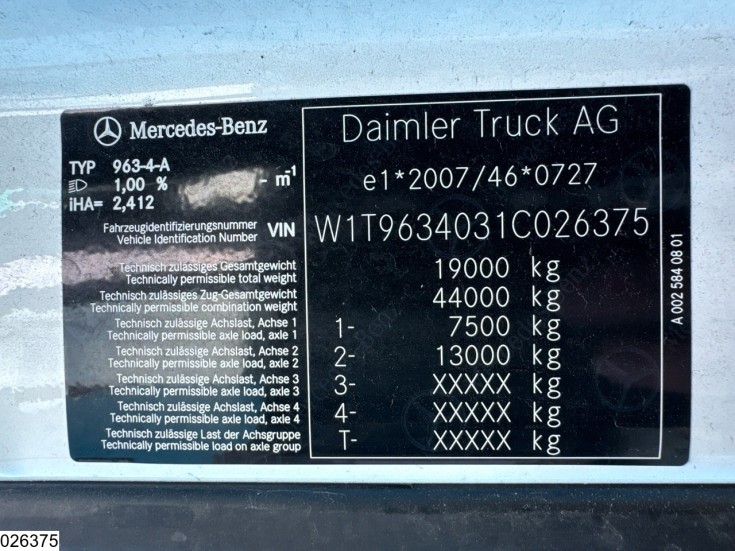 Mercedes-Benz
Daimler Truck AG
TYP 963-4-A
1,00 % - m-1
iHA= 2,412
e1*2007/46*0727
Fahrzeugidentifizierungsnummer
Vehicle Identification Number VIN
W1T9634031C026375
Technisch zulässiges Gesamtgewicht
Technically permissible total weight 19000 kg
Technisch zulässiges Zug-Gesamtgewicht
Technically permissible combination weight 44000 kg
Technisch zulässige Achslast, Achse 1
Technically permissible axle load, axle 1 1- 7500 kg
Technisch zulässige Achslast, Achse 2
Technically permissible axle load, axle 2 2- 13000 kg
Technisch zulässige Achslast, Achse 3
Technically permissible axle load, axle 3 3- XXXXX kg
Technisch zulässige Achslast, Achse 4
Technically permissible axle load, axle 4 4- XXXXX kg
Technisch zulässige Last der Achsgruppe
Technically permissible load on axle group T- XXXXX kg
A 002 584 08 01
026375